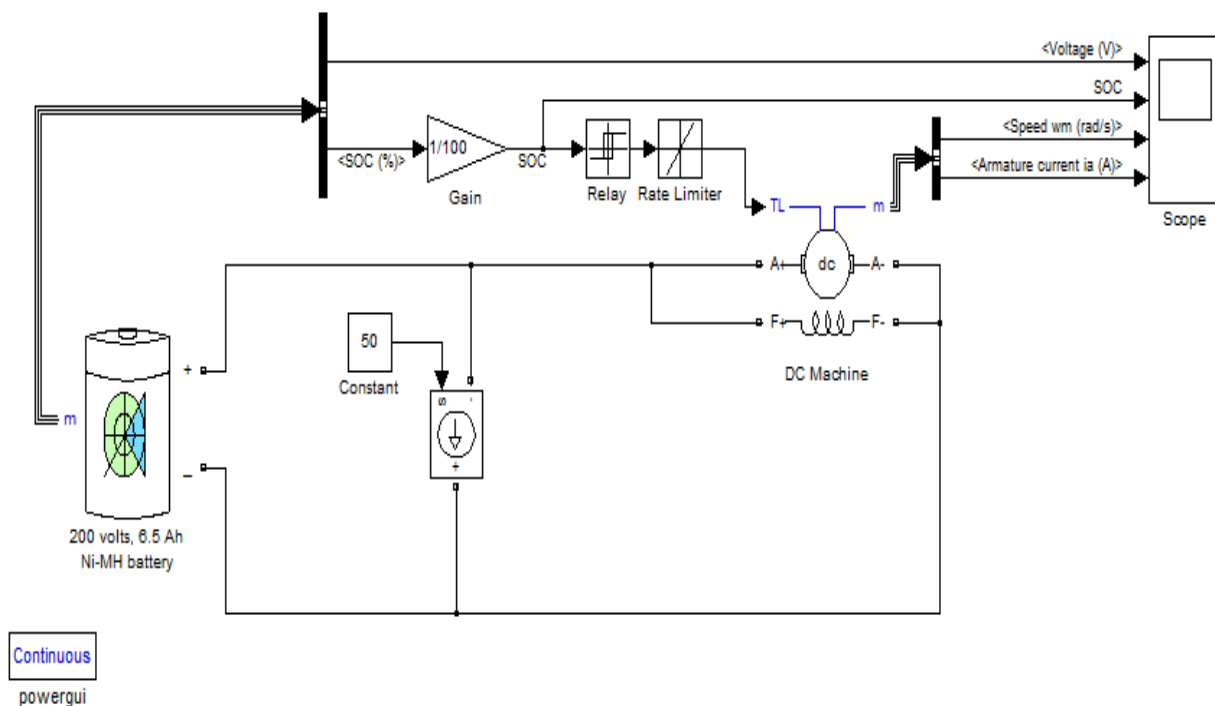 <Voltage (V)>
SOC
<Speed wm (rad/s)>
<Armature current ia (A)>
Scope
<SOC (%)>
1/100
Gain
SOC
Relay
Rate Limiter
TL
m
A+
dc
A-
F+
F-
DC Machine
50
Constant
s
-
+
+
m
_
200 volts, 6.5 Ah
Ni-MH battery
Continuous
powergui